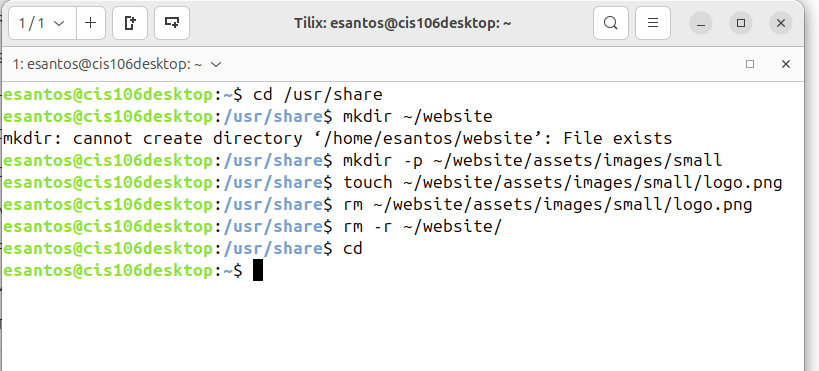 1 / 1
Tilix: esantos@cis106desktop: ~
1: esantos@cis106desktop: ~
esantos@cis106desktop:~$ cd /usr/share
esantos@cis106desktop:/usr/share$ mkdir ~/website
mkdir: cannot create directory ‘/home/esantos/website’: File exists
esantos@cis106desktop:/usr/share$ mkdir -p ~/website/assets/images/small
esantos@cis106desktop:/usr/share$ touch ~/website/assets/images/small/logo.png
esantos@cis106desktop:/usr/share$ rm ~/website/assets/images/small/logo.png
esantos@cis106desktop:/usr/share$ rm -r ~/website/
esantos@cis106desktop:/usr/share$ cd
esantos@cis106desktop:~$